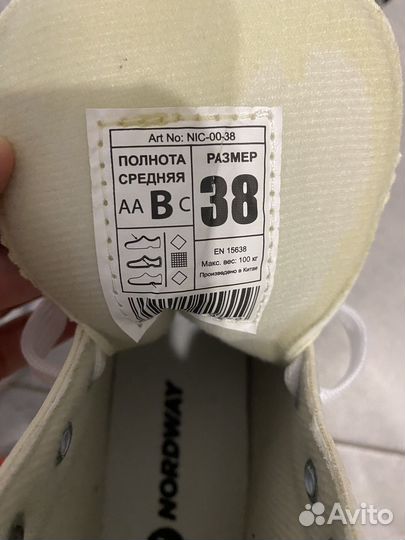 Art No: NIC-00-38
ПОЛНОТА
СРЕДНЯЯ
AA B C
РАЗМЕР
38
EN 15638
Макс. вес: 100 кг
Произведено в Китае
NORDWAY
Avito